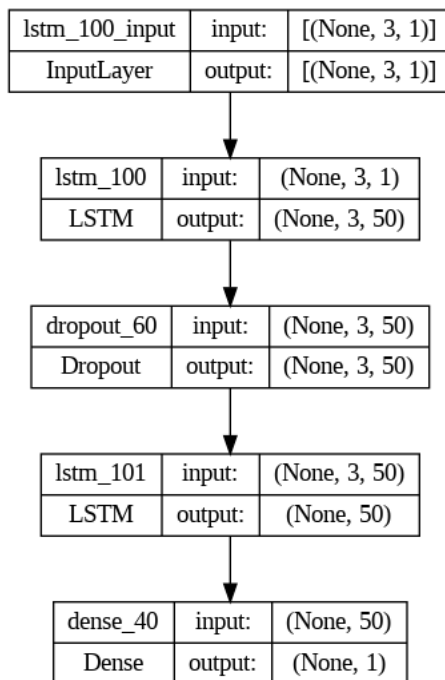 lstm_100_input input: [(None, 3, 1)]
InputLayer output: [(None, 3, 1)]
lstm_100 input: (None, 3, 1)
LSTM output: (None, 3, 50)
dropout_60 input: (None, 3, 50)
Dropout output: (None, 3, 50)
lstm_101 input: (None, 3, 50)
LSTM output: (None, 50)
dense_40 input: (None, 50)
Dense output: (None, 1)